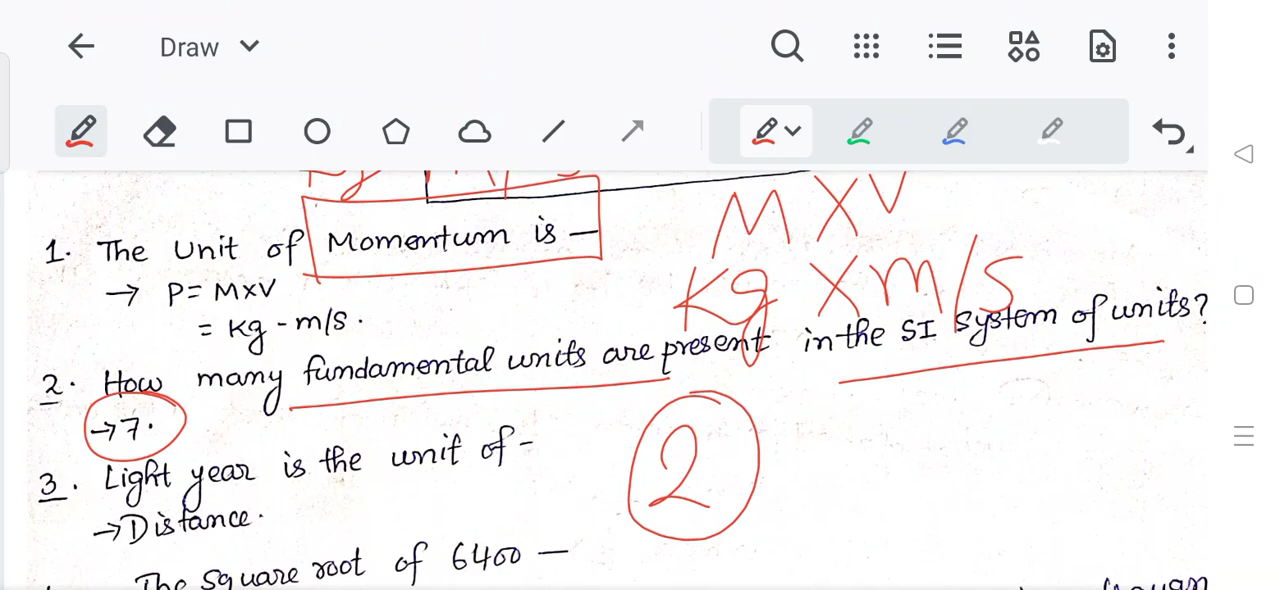 Draw
M X V
1. The Unit of Momentum is —
→ P= M×V
= kg - m/s.
Kg X m/s
2. How many fundamental units are present in the SI system of units?
→ 7.
2
3. Light year is the unit of -
→ Distance.
The square root of 6400 —